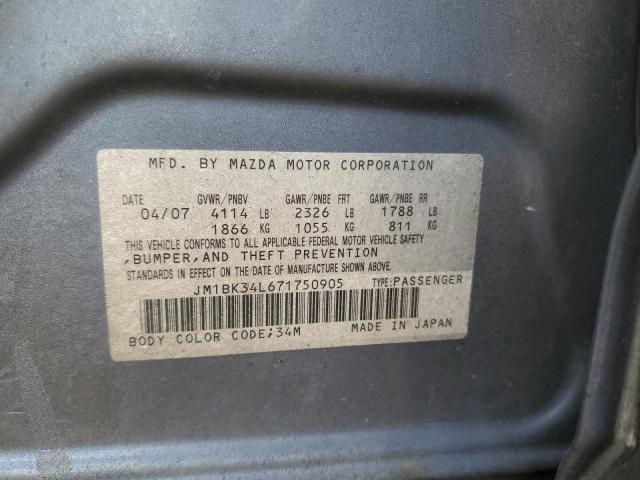 MFD. BY MAZDA MOTOR CORPORATION
DATE GVWR/PNBV GAWR/PNBE FRT GAWR/PNBE RR
04/07 4114 LB 2326 LB 1788 LB
1866 KG 1055 KG 811 KG
THIS VEHICLE CONFORMS TO ALL APPLICABLE FEDERAL MOTOR VEHICLE SAFETY
,BUMPER,AND THEFT PREVENTION
STANDARDS IN EFFECT ON THE DATE OF MANUFACTURE SHOWN ABOVE.
JM1BK34L671750905 TYPE:PASSENGER
BODY COLOR CODE;34M MADE IN JAPAN